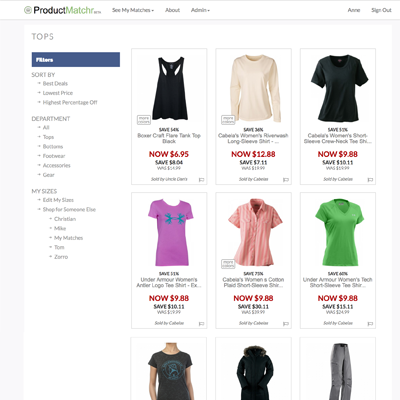 ProductMatchr BETA
See My Matches
About
Admin
Anne
Sign Out
TOPS
Filters
SORT BY
Best Deals
Lowest Price
Highest Percentage Off
DEPARTMENT
All
Tops
Bottoms
Footwear
Accessories
Gear
MY SIZES
Edit My Sizes
Shop for Someone Else
Christian
Mike
My Matches
Tom
Zorro
more colors
SAVE 54%
Boxer Craft Flare Tank Top
Black
NOW $6.95
SAVE $8.04
WAS $14.99
Sold by Uncle Dan's
more colors
SAVE 36%
Cabela's Women's Riverwash
Long-Sleeve Shirt - ...
NOW $12.88
SAVE $7.11
WAS $19.99
Sold by Cabelas
SAVE 51%
Cabela's Women's Short-
Sleeve Crew-Neck Tee Shi...
NOW $9.88
SAVE $10.11
WAS $19.99
Sold by Cabelas
SAVE 51%
Under Armour Women's
Antler Logo Tee Shirt - Ex...
NOW $9.88
SAVE $10.11
WAS $19.99
Sold by Cabelas
more colors
SAVE 75%
Cabela's Women's Cotton
Plaid Short-Sleeve Shir...
NOW $9.88
SAVE $30.11
WAS $39.99
Sold by Cabelas
SAVE 60%
Under Armour Women's Tech
Short-Sleeve Tee Shir...
NOW $9.88
SAVE $15.11
WAS $24.99
Sold by Cabelas